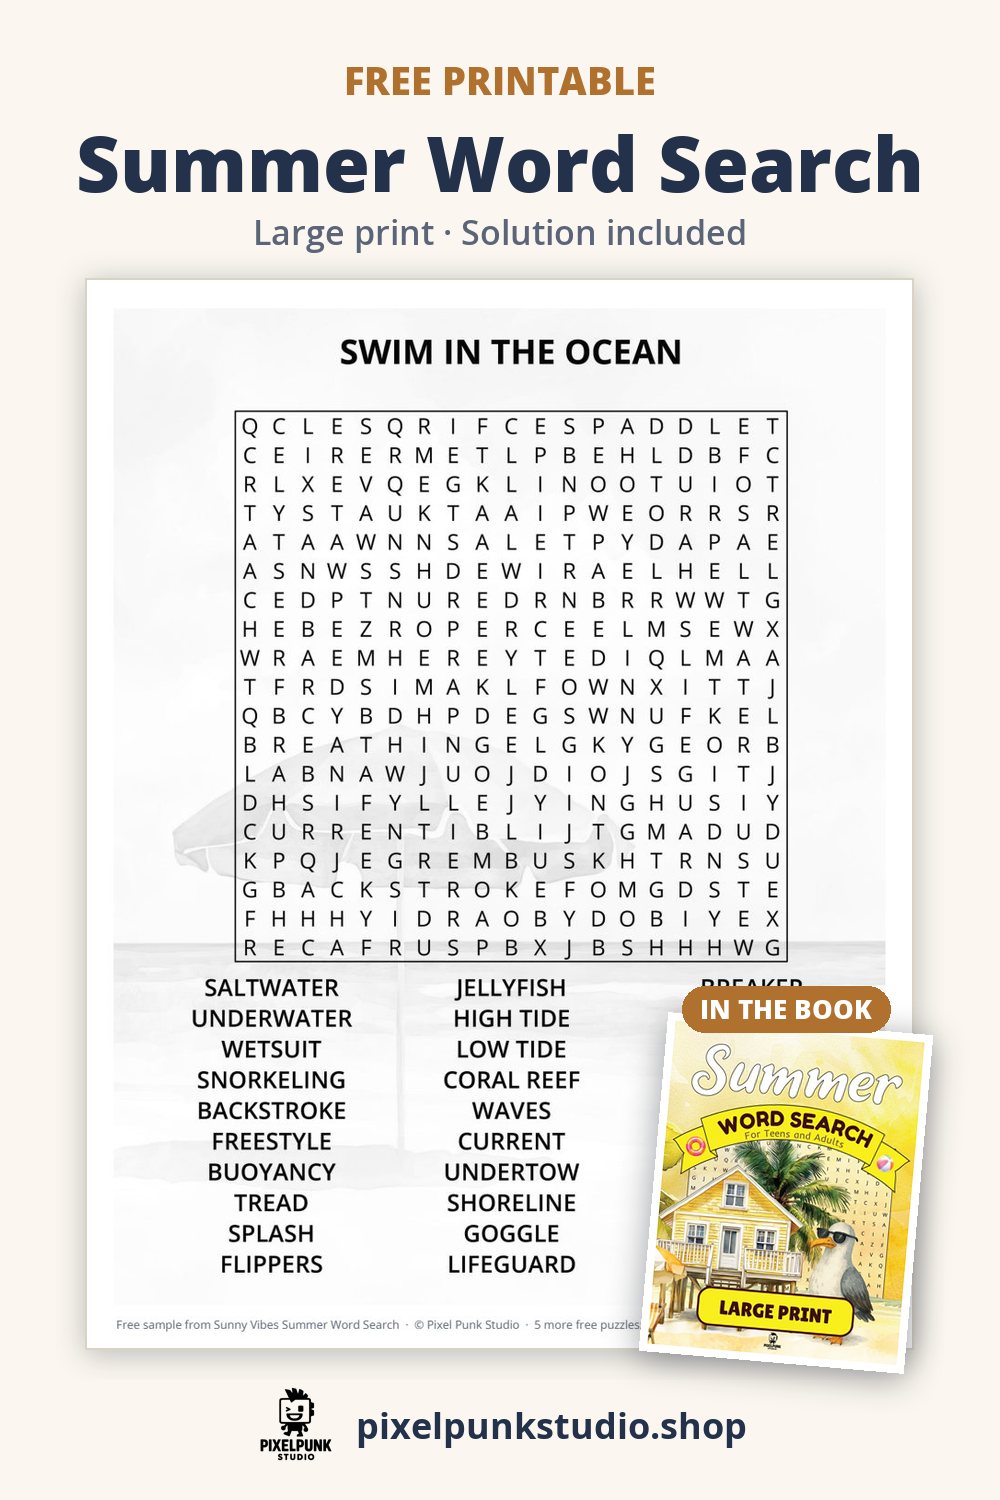 FREE PRINTABLE
Summer Word Search
Large print · Solution included
SWIM IN THE OCEAN
Q C L E S Q R I F C E S P A D D L E T
C E I R E R M E T L P B E H L D B F C
R L X E V Q E G K L I N O O T U I O T
T Y S T A U K T A A I P W E O R R S R
A T A A W N N S A L E T P Y D A P A E
A S N W S S H D E W I R A E L H E L L
C E D P T N U R E D R N B R R W W T G
H E B E Z R O P E R C E E L M S E W X
W R A E M H E R E Y T E D I Q L M A A
T F R D S I M A K L F O W N X I T T J
Q B C Y B D H P D E G S W N U F K E L
B R E A T H I N G E L G K Y G E O R B
L A B N A W J U O J D I O J S G I T J
D H S I F Y L L E J Y I N G H U S I Y
C U R R E N T I B L I J T G M A D U D
K P Q J E G R E M B U S K H T R N S U
G B A C K S T R O K E F O M G D S T E
F H H H Y I D R A O B Y D O B I Y E X
R E C A F R U S P B X J B S H H H W G
SALTWATER JELLYFISH BREAKER
UNDERWATER HIGH TIDE
WETSUIT LOW TIDE
SNORKELING CORAL REEF
BACKSTROKE WAVES
FREESTYLE CURRENT
BUOYANCY UNDERTOW
TREAD SHORELINE
SPLASH GOGGLE
FLIPPERS LIFEGUARD
IN THE BOOK
Summer
WORD SEARCH
For Teens and Adults
LARGE PRINT
PIXELPUNK
STUDIO
Free sample from Sunny Vibes Summer Word Search · © Pixel Punk Studio · 5 more free puzzles
PIXELPUNK
STUDIO
pixelpunkstudio.shop